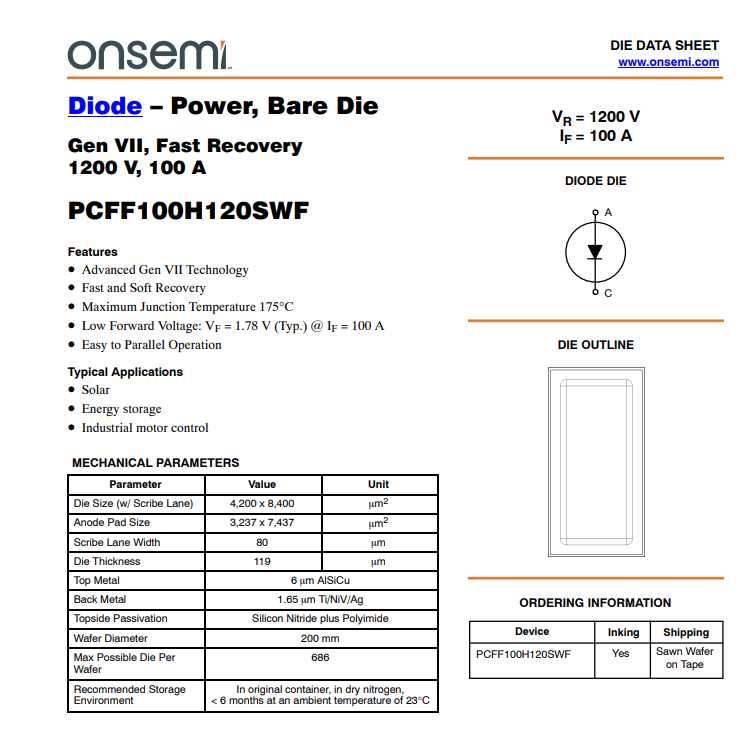 onsemi™
DIE DATA SHEET
www.onsemi.com
Diode – Power, Bare Die
Gen VII, Fast Recovery
1200 V, 100 A
PCFF100H120SWF
Features
• Advanced Gen VII Technology
• Fast and Soft Recovery
• Maximum Junction Temperature 175°C
• Low Forward Voltage: VF = 1.78 V (Typ.) @ IF = 100 A
• Easy to Parallel Operation
Typical Applications
• Solar
• Energy storage
• Industrial motor control
MECHANICAL PARAMETERS
Parameter Value Unit
Die Size (w/ Scribe Lane) 4,200 x 8,400 μm2
Anode Pad Size 3,237 x 7,437 μm2
Scribe Lane Width 80 μm
Die Thickness 119 μm
Top Metal 6 μm AlSiCu
Back Metal 1.65 μm Ti/NiV/Ag
Topside Passivation Silicon Nitride plus Polyimide
Wafer Diameter 200 mm
Max Possible Die Per
Wafer
686
Recommended Storage
Environment
In original container, in dry nitrogen,
< 6 months at an ambient temperature of 23°C
VR = 1200 V
IF = 100 A
DIODE DIE
A
C
DIE OUTLINE
ORDERING INFORMATION
Device Inking Shipping
PCFF100H120SWF Yes Sawn Wafer
on Tape